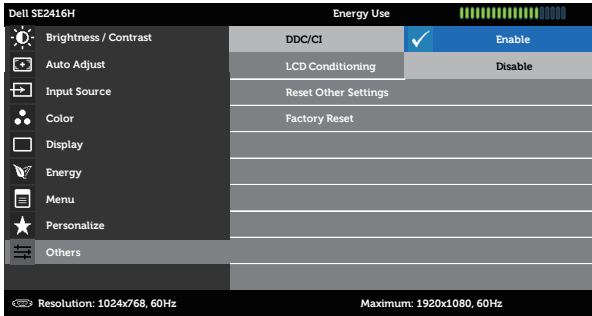 Dell SE2416H Energy Use
Brightness / Contrast DDC/CI Enable
Auto Adjust LCD Conditioning Disable
Input Source Reset Other Settings
Color Factory Reset
Display
Energy
Menu
Personalize
Others
Resolution: 1024x768, 60Hz Maximum: 1920x1080, 60Hz